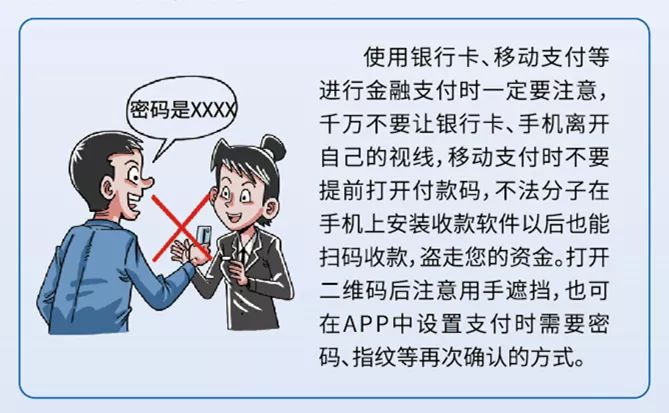 密码是XXXX
使用银行卡、移动支付等
进行金融支付时一定要注意,
千万不要让银行卡、手机离开
自己的视线,移动支付时不要
提前打开付款码,不法分子在
手机上安装收款软件以后也能
扫码收款,盗走您的资金。打开
二维码后注意用手遮挡,也可
在APP中设置支付时需要密
码、指纹等再次确认的方式。